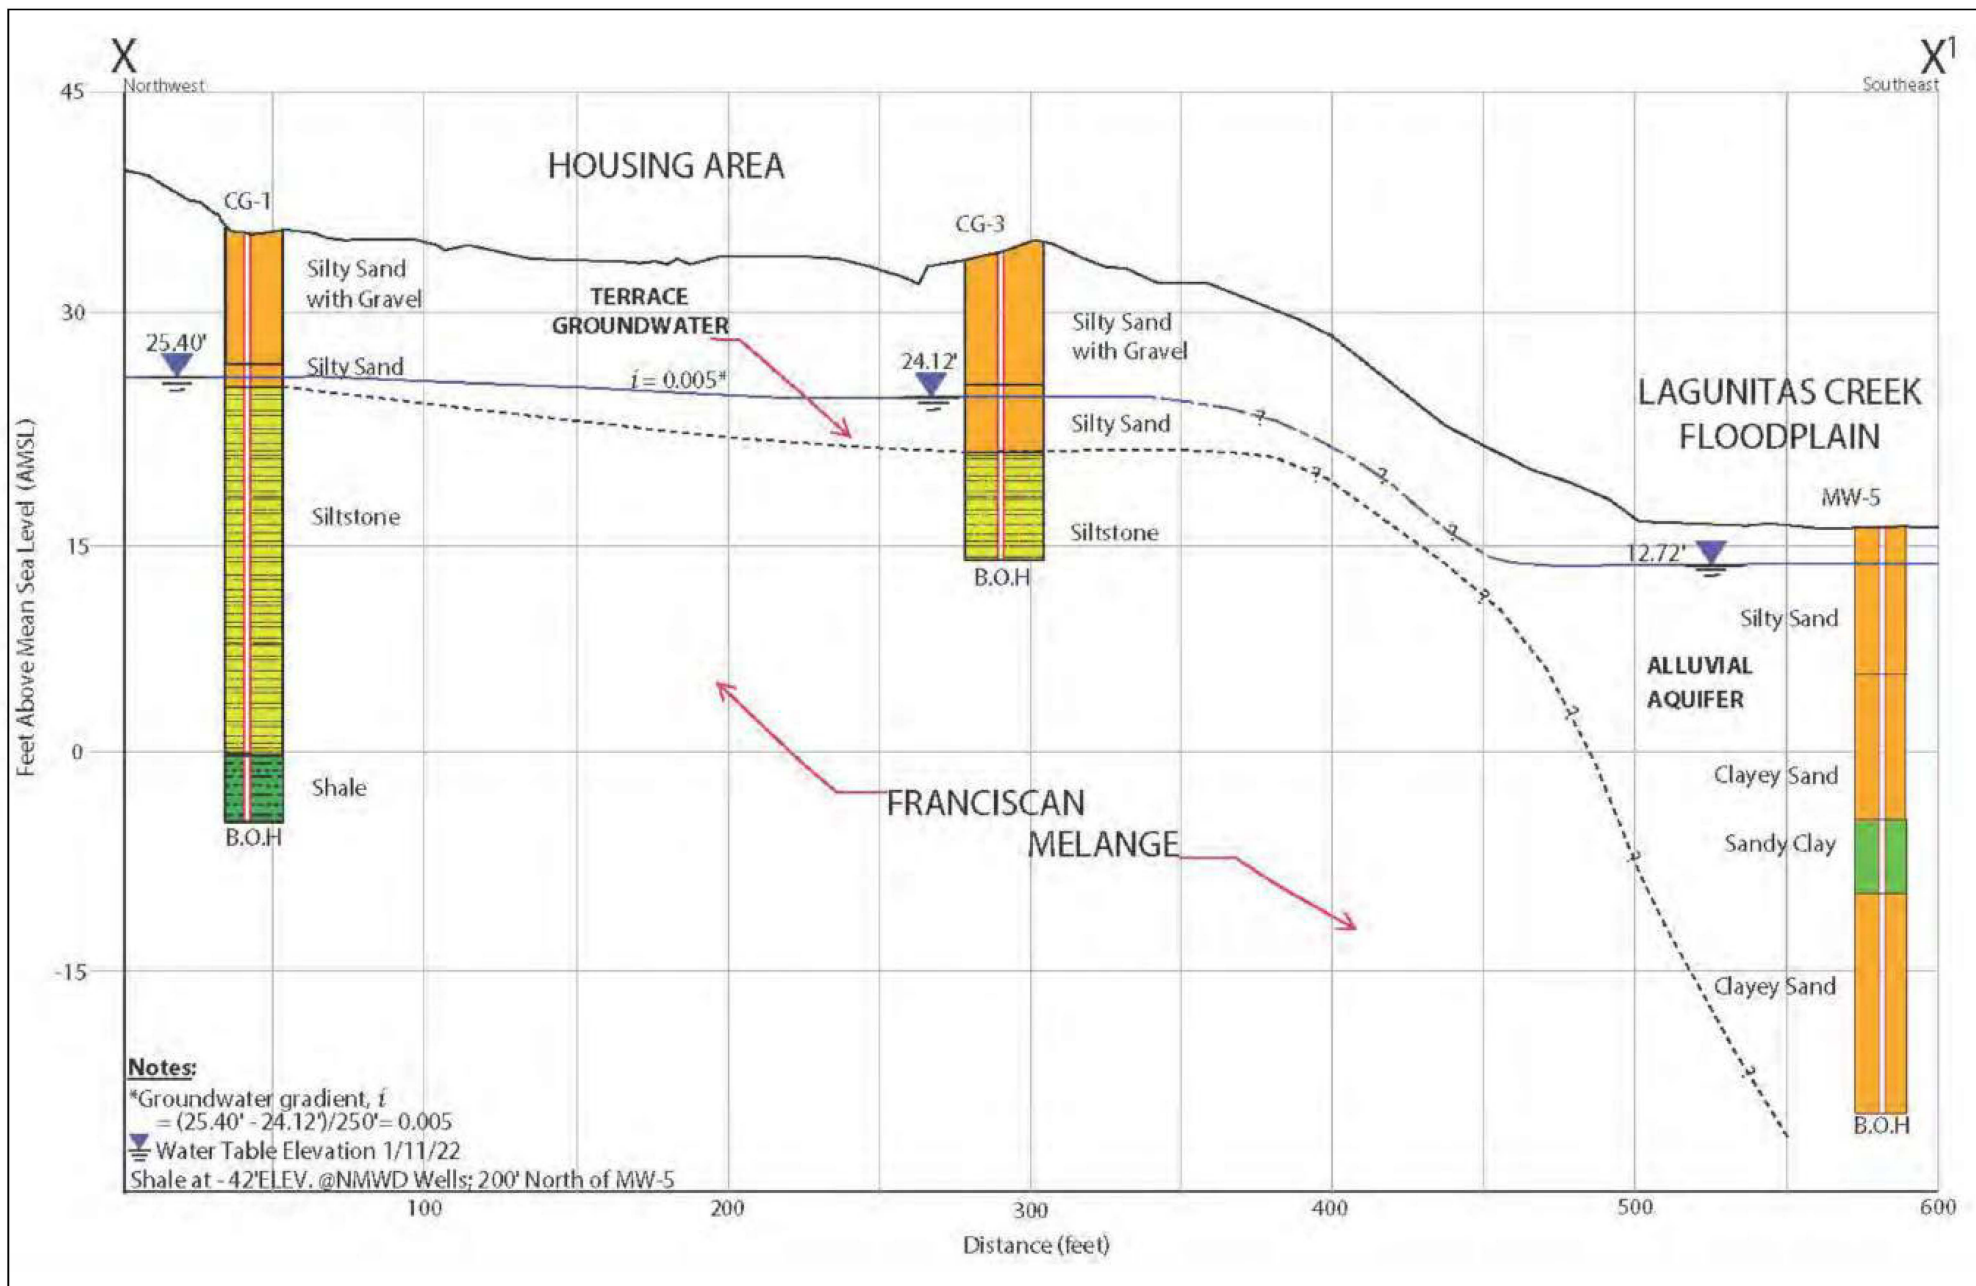 X
X1
Northwest
Southeast
45
HOUSING AREA
CG-1
CG-3
Silty Sand
with Gravel
TERRACE
GROUNDWATER
30
Silty Sand
with Gravel
25.40'
24.12'
Silty Sand
i = 0.005*
LAGUNITAS CREEK
FLOODPLAIN
?
Silty Sand
?
?
MW-5
Siltstone
Siltstone
?
15
12.72'
B.O.H
?
Silty Sand
ALLUVIAL
AQUIFER
?
0
Clayey Sand
Shale
FRANCISCAN
MELANGE
B.O.H
Sandy Clay
?
-15
Clayey Sand
Feet Above Mean Sea Level (AMSL)
?
Notes:
*Groundwater gradient, i
= (25.40' - 24.12')/250' = 0.005
Water Table Elevation 1/11/22
Shale at - 42'ELEV. @NMWD Wells; 200' North of MW-5
B.O.H
100
200
300
400
500
600
Distance (feet)